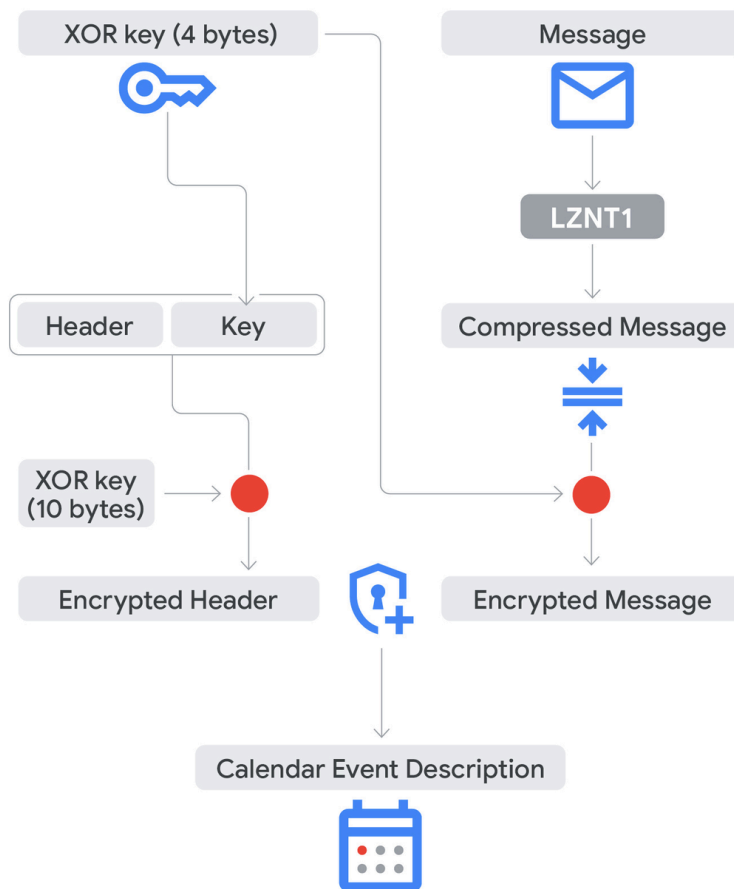 XOR key (4 bytes)
Message
LZNT1
Header
Key
Compressed Message
XOR key
(10 bytes)
Encrypted Header
Encrypted Message
Calendar Event Description